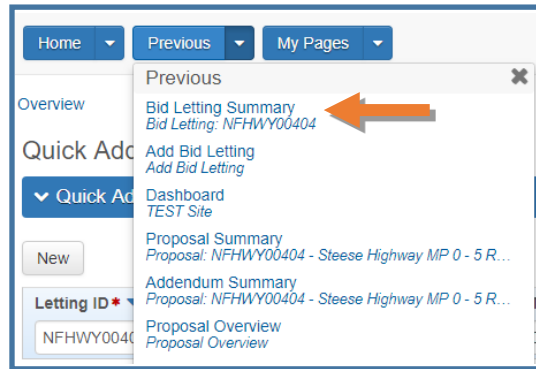 Home Previous My Pages
Previous
Overview
Bid Letting Summary
Bid Letting: NFHWY00404
Quick Add
Add Bid Letting
Add Bid Letting
Quick Ad
Dashboard
TEST Site
New
Proposal Summary
Proposal: NFHWY00404 - Steese Highway MP 0 - 5 R...
Addendum Summary
Proposal: NFHWY00404 - Steese Highway MP 0 - 5 R...
Letting ID*
Proposal Overview
Proposal Overview
NFHWY0040